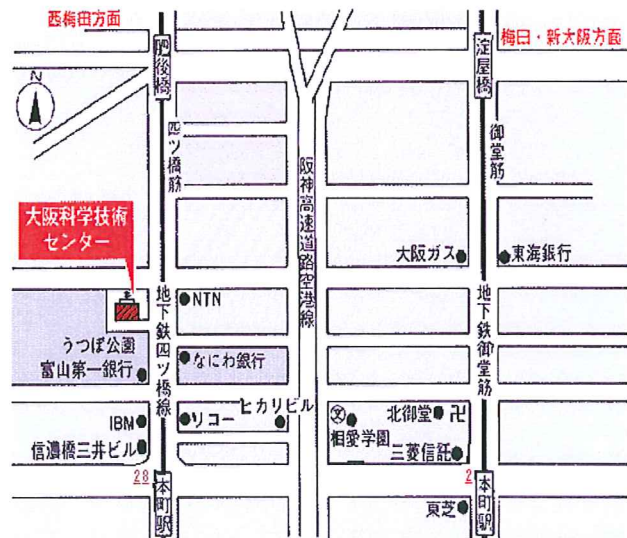 西梅田方面
梅田・新大阪方面
肥後橋
淀屋橋
N
四ツ橋筋
御堂筋
阪神高速道路空港線
大阪科学技術
センター
大阪ガス
東海銀行
地下鉄四ツ橋線
NTN
地下鉄御堂筋
うつぼ公園
なにわ銀行
富山第一銀行
ヒカリビル
IBM
リコー
文
北御堂
卍
相愛学園
信濃橋三井ビル
三菱信託
28
2
本町駅
東芝
本町駅